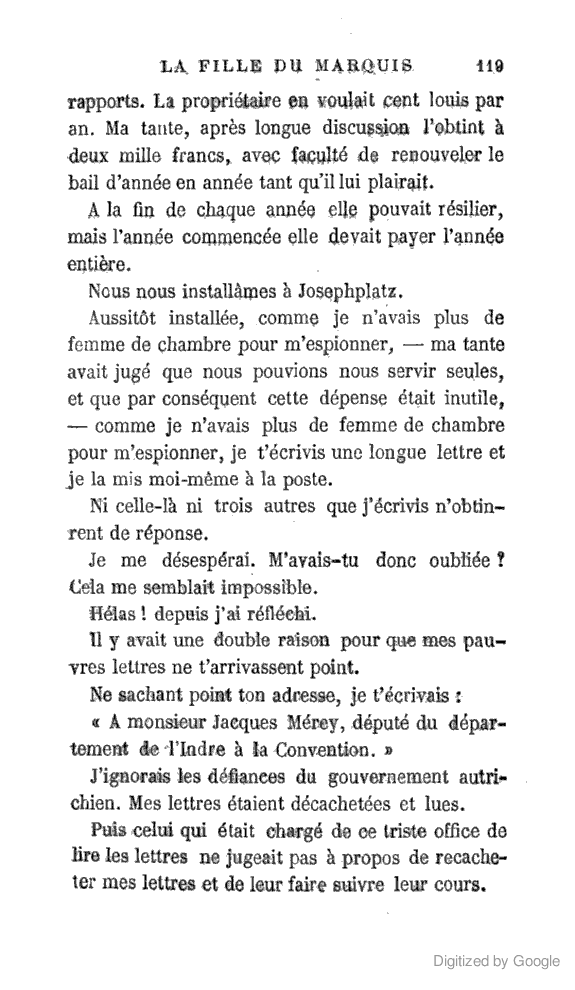 LA FILLE DU MARQUIS 119
rapports. La propriétaire en voulait cent louis par
an. Ma tante, après longue discussion l'obtint à
deux mille francs, avec faculté de renouveler le
bail d'année en année tant qu'il lui plairait.
A la fin de chaque année elle pouvait résilier,
mais l'année commencée elle devait payer l'année
entière.
Nous nous installâmes à Josephplatz.
Aussitôt installée, comme je n'avais plus de
femme de chambre pour m'espionner, — ma tante
avait jugé que nous pouvions nous servir seules,
et que par conséquent cette dépense était inutile,
— comme je n'avais plus de femme de chambre
pour m'espionner, je t'écrivis une longue lettre et
je la mis moi-même à la poste.
Ni celle-là ni trois autres que j'écrivis n'obtin-
rent de réponse.
Je me désespérai. M'avais-tu donc oubliée ?
Cela me semblait impossible.
Hélas ! depuis j'ai réfléchi.
Il y avait une double raison pour que mes pau-
vres lettres ne t'arrivassent point.
Ne sachant point ton adresse, je t'écrivais :
« A monsieur Jacques Mérey, député du dépar-
tement de l'Indre à la Convention. »
J'ignorais les défiances du gouvernement autri-
chien. Mes lettres étaient décachetées et lues.
Puis celui qui était chargé de ce triste office de
lire les lettres ne jugeait pas à propos de recache-
ter mes lettres et de leur faire suivre leur cours.
Digitized by Google